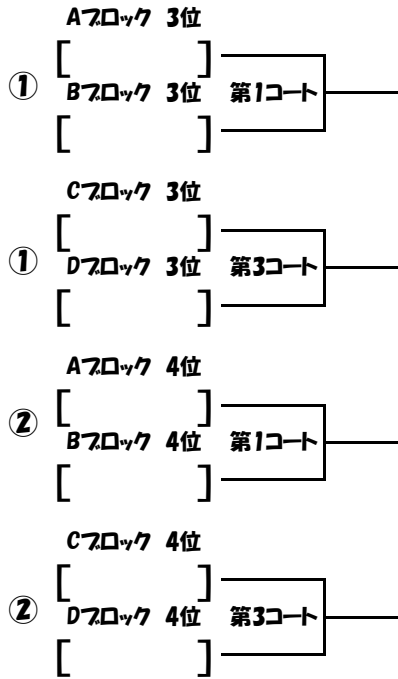 Aブロック 3位
[ ]
① Bブロック 3位 第1コート
[ ]
Cブロック 3位
[ ]
① Dブロック 3位 第3コート
[ ]
Aブロック 4位
[ ]
② Bブロック 4位 第1コート
[ ]
Cブロック 4位
[ ]
② Dブロック 4位 第3コート
[ ]